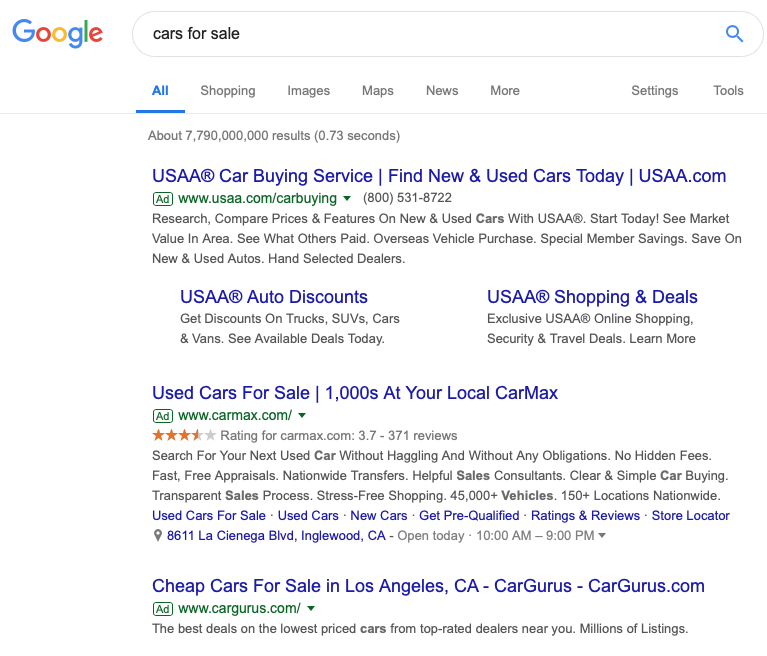 Google
cars for sale
All Shopping Images Maps News More Settings Tools
About 7,790,000,000 results (0.73 seconds)
USAA® Car Buying Service | Find New & Used Cars Today | USAA.com
Ad www.usaa.com/carbuying (800) 531-8722
Research, Compare Prices & Features On New & Used Cars With USAA®. Start Today! See Market
Value In Area. See What Others Paid. Overseas Vehicle Purchase. Special Member Savings. Save On
New & Used Autos. Hand Selected Dealers.
USAA® Auto Discounts
Get Discounts On Trucks, SUVs, Cars
& Vans. See Available Deals Today.
USAA® Shopping & Deals
Exclusive USAA® Online Shopping,
Security & Travel Deals. Learn More
Used Cars For Sale | 1,000s At Your Local CarMax
Ad www.carmax.com/
Rating for carmax.com: 3.7 - 371 reviews
Search For Your Next Used Car Without Haggling And Without Any Obligations. No Hidden Fees.
Fast, Free Appraisals. Nationwide Transfers. Helpful Sales Consultants. Clear & Simple Car Buying.
Transparent Sales Process. Stress-Free Shopping. 45,000+ Vehicles. 150+ Locations Nationwide.
Used Cars For Sale · Used Cars · New Cars · Get Pre-Qualified · Ratings & Reviews · Store Locator
8611 La Cienega Blvd, Inglewood, CA - Open today · 10:00 AM – 9:00 PM
Cheap Cars For Sale in Los Angeles, CA - CarGurus - CarGurus.com
Ad www.cargurus.com/
The best deals on the lowest priced cars from top-rated dealers near you. Millions of Listings.